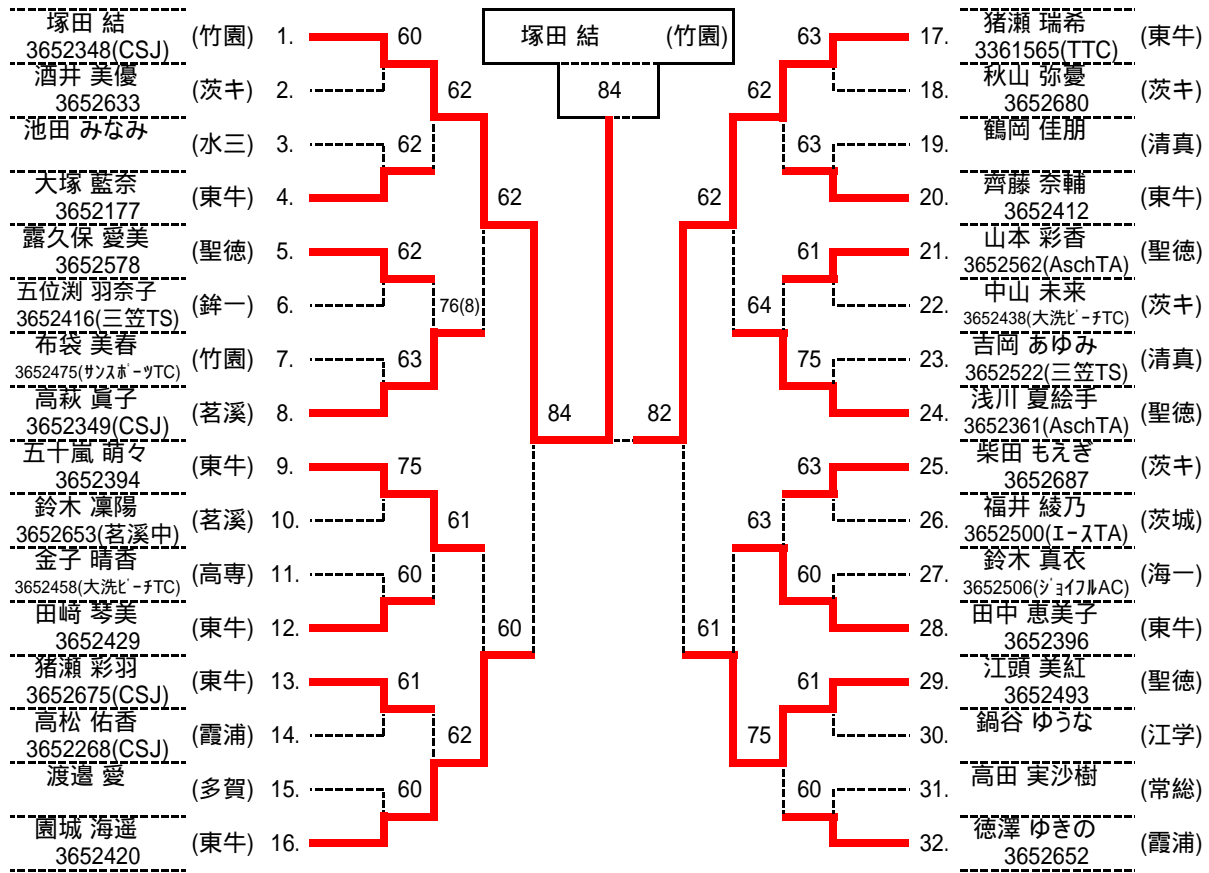 塚田 結 (竹園)
84
塚田 結
3652348(CSJ)
(竹園) 1.
酒井 美優
3652633
(茨キ) 2.
池田 みなみ
(水三) 3.
大塚 藍奈
3652177
(東牛) 4.
露久保 愛美
3652578
(聖徳) 5.
五位渕 羽奈子
3652416(三笠TS)
(鉾一) 6.
布袋 美春
3652475(サンスポーツTC)
(竹園) 7.
高萩 眞子
3652349(CSJ)
(茗溪) 8.
五十嵐 萌々
3652394
(東牛) 9.
鈴木 凜陽
3652653(茗溪中)
(茗溪) 10.
金子 晴香
3652458(大洗ビーチTC)
(高専) 11.
田﨑 琴美
3652429
(東牛) 12.
猪瀬 彩羽
3652675(CSJ)
(東牛) 13.
高松 佑香
3652268(CSJ)
(霞浦) 14.
渡邉 愛
(多賀) 15.
園城 海遥
3652420
(東牛) 16.
60
62
62
63
75
60
61
60
62
76(8)
61
62
62
60
84
17. 猪瀬 瑞希
3361565(TTC)
(東牛)
18. 秋山 弥憂
3652680
(茨キ)
19. 鶴岡 佳朋
(清真)
20. 齊藤 奈輔
3652412
(東牛)
21. 山本 彩香
3652562(AschTA)
(聖徳)
22. 中山 未来
3652438(大洗ビーチTC)
(茨キ)
23. 吉岡 あゆみ
3652522(三笠TS)
(清真)
24. 浅川 夏絵手
3652361(AschTA)
(聖徳)
25. 柴田 もえぎ
3652687
(茨キ)
26. 福井 綾乃
3652500(エースTA)
(茨城)
27. 鈴木 真衣
3652506(ジョイフルAC)
(海一)
28. 田中 恵美子
3652396
(東牛)
29. 江頭 美紅
3652493
(聖徳)
30. 鍋谷 ゆうな
(江学)
31. 高田 実沙樹
(常総)
32. 徳澤 ゆきの
3652652
(霞浦)
63
63
61
75
63
60
61
60
62
64
63
75
62
61
82